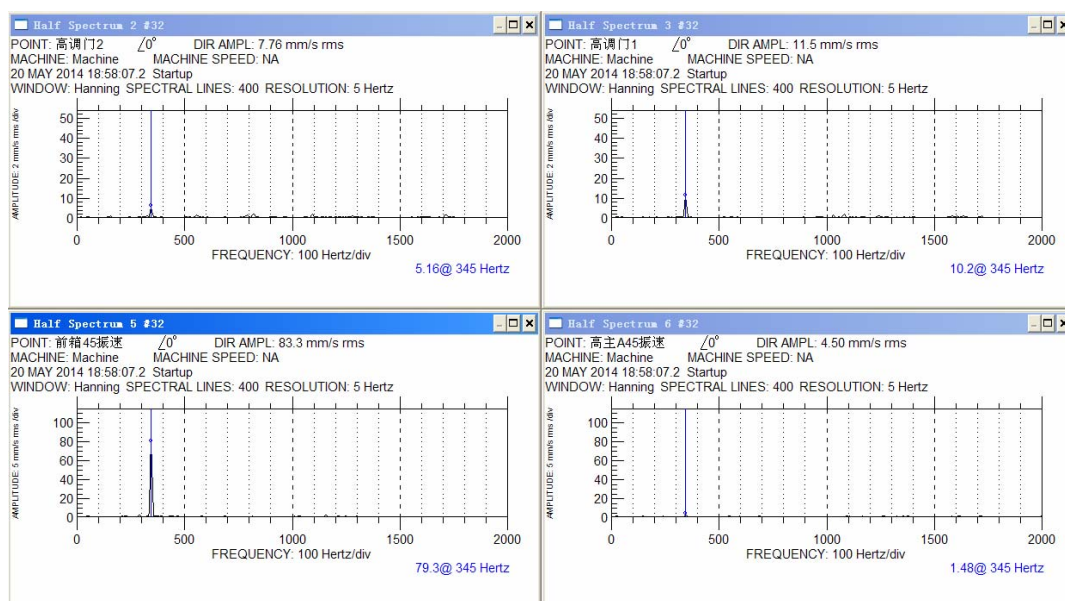 Half Spectrum 2 #32
POINT: 高调门2 ∠0° DIR AMPL: 7.76 mm/s rms
MACHINE: Machine MACHINE SPEED: NA
20 MAY 2014 18:58:07.2 Startup
WINDOW: Hanning SPECTRAL LINES: 400 RESOLUTION: 5 Hertz
AMPLITUDE: 2 mm/s rms /div
50
40
30
20
10
0
0 500 1000 1500 2000
FREQUENCY: 100 Hertz/div
5.16@ 345 Hertz
Half Spectrum 3 #32
POINT: 高调门1 ∠0° DIR AMPL: 11.5 mm/s rms
MACHINE: Machine MACHINE SPEED: NA
20 MAY 2014 18:58:07.2 Startup
WINDOW: Hanning SPECTRAL LINES: 400 RESOLUTION: 5 Hertz
AMPLITUDE: 2 mm/s rms /div
50
40
30
20
10
0
0 500 1000 1500 2000
FREQUENCY: 100 Hertz/div
10.2@ 345 Hertz
Half Spectrum 5 #32
POINT: 前箱45振速 ∠0° DIR AMPL: 83.3 mm/s rms
MACHINE: Machine MACHINE SPEED: NA
20 MAY 2014 18:58:07.2 Startup
WINDOW: Hanning SPECTRAL LINES: 400 RESOLUTION: 5 Hertz
AMPLITUDE: 5 mm/s rms /div
100
80
60
40
20
0
0 500 1000 1500 2000
FREQUENCY: 100 Hertz/div
79.3@ 345 Hertz
Half Spectrum 6 #32
POINT: 高主A45振速 ∠0° DIR AMPL: 4.50 mm/s rms
MACHINE: Machine MACHINE SPEED: NA
20 MAY 2014 18:58:07.2 Startup
WINDOW: Hanning SPECTRAL LINES: 400 RESOLUTION: 5 Hertz
AMPLITUDE: 5 mm/s rms /div
100
80
60
40
20
0
0 500 1000 1500 2000
FREQUENCY: 100 Hertz/div
1.48@ 345 Hertz